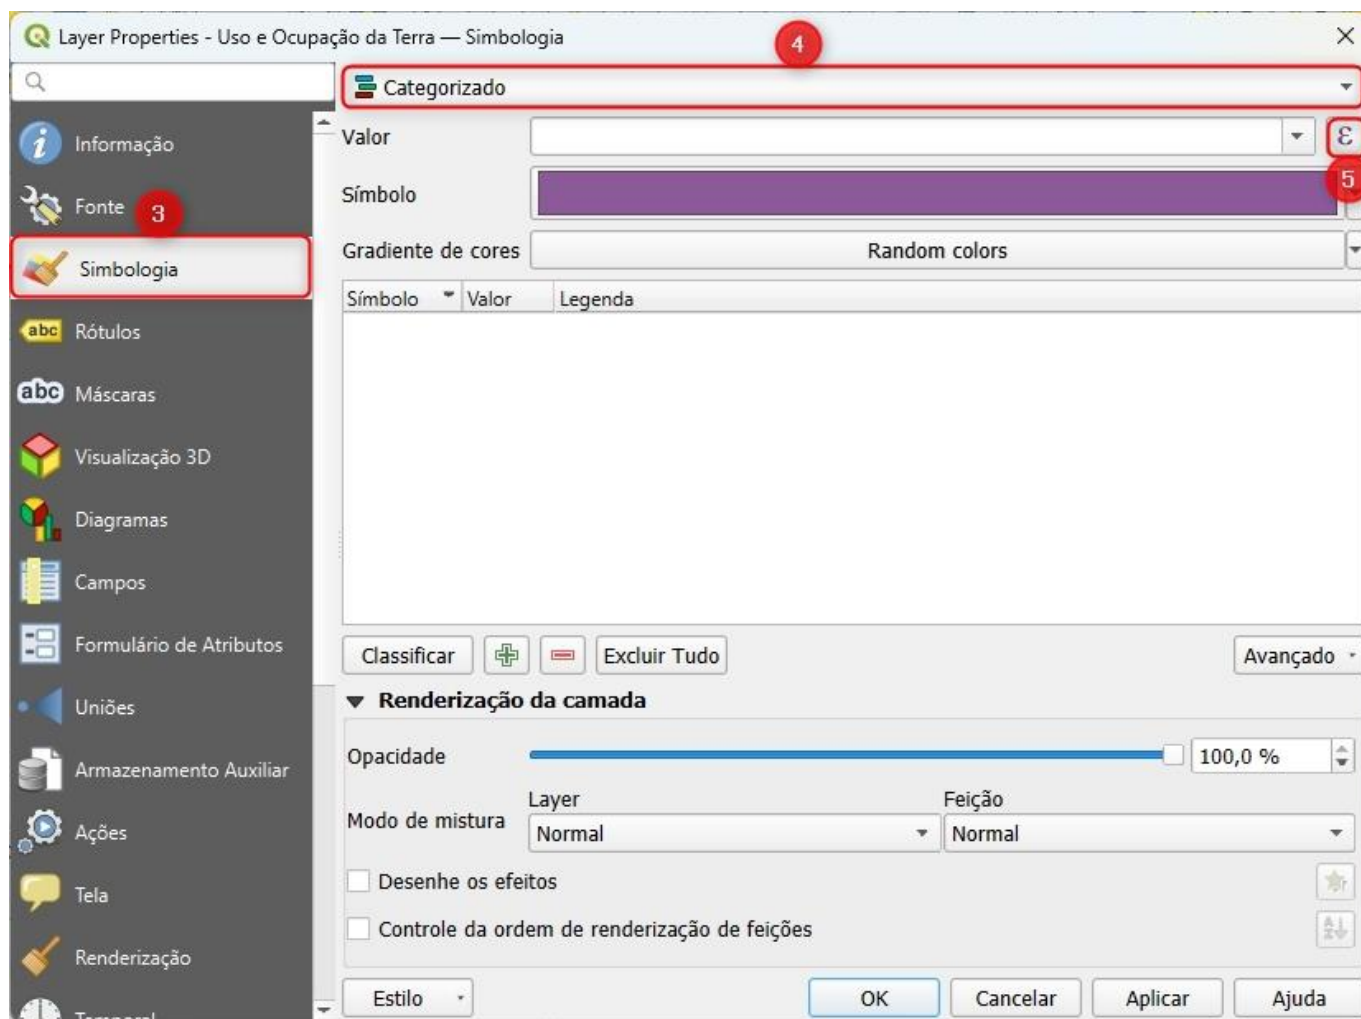 Layer Properties - Uso e Ocupação da Terra — Simbologia
4
Categorizado
Informação
Valor
ε
Fonte
3
Símbolo
5
Simbologia
Gradiente de cores
Random colors
Símbolo Valor Legenda
abc Rótulos
abc Máscaras
Visualização 3D
Diagramas
Campos
Formulário de Atributos
Classificar
Excluir Tudo
Avançado
Uniões
Renderização da camada
Armazenamento Auxiliar
Opacidade
100,0 %
Layer
Feição
Ações
Modo de mistura
Normal
Normal
Tela
Desenhe os efeitos
Controle da ordem de renderização de feições
Renderização
Temporal
Estilo
OK
Cancelar
Aplicar
Ajuda